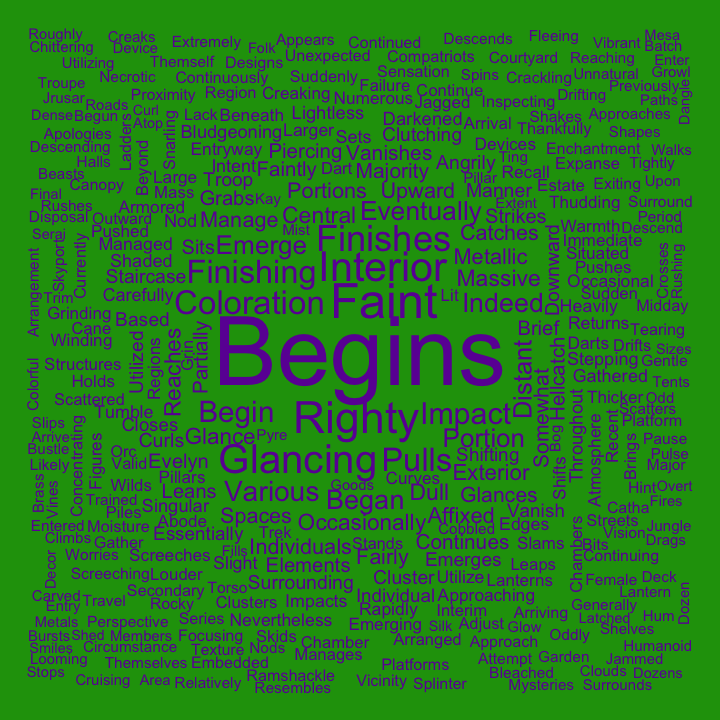 Begins
Faint
Interior
Finishes
Righty
Glancing
Finishing
Coloration
Pulls
Impact
Emerge
Eventually
Various
Began
Begin
Portion
Indeed
Massive
Metallic
Distant
Exterior
Central
Upward
Manage
Spaces
Occasionally
Individuals
Elements
Surrounding
Fairly
Dull
Affixed
Glances
Continues
Emerges
Cluster
Shifting
Somewhat
Hellcatch
Brief
Downward
Strikes
Catches
Manner
Portions
Majority
Vanishes
Piercing
Faintly
Grabs
Troop
Angrily
Clutching
Darkened
Numerous
Jagged
Reaches
Partially
Utilized
Glance
Evelyn
Curls
Leans
Singular
Essentially
Closes
Based
Staircase
Carefully
Sits
Nod
Kay
Mist
Lit
Pyre
Grin
Regions
Roughly
Creaks
Extremely
Folk
Appears
Continued
Descends
Fleeing
Vibrant
Mesa
Batch
Chittering
Device
Themself
Designs
Unexpected
Compatriots
Courtyard
Reaching
Enter
Utilizing
Necrotic
Continuously
Suddenly
Sensation
Spins
Crackling
Unnatural
Growl
Troupe
Proximity
Region
Creaking
Failure
Continue
Inspecting
Drifting
Previously
Paths
Dangle
Jrusar
Roads
Curl
Lack
Beneath
Lightless
Arrival
Shakes
Approaches
Dense
Begun
Atop
Snarling
Bludgeoning
Larger
Sets
Devices
Thankfully
Shapes
Apologies
Ladders
Entryway
Ting
Enchantment
Walks
Descending
Beyond
Intent
Dart
Pillar
Recall
Expanse
Tightly
Halls
Large
Estate
Exiting
Upon
Beasts
Canopy
Mass
Extent
Thudding
Surround
Final
Rushes
Armored
Warmth
Period
Disposal
Outward
Pushed
Immediate
Descend
Seraj
Skyport
Currently
Managed
Situated
Crosses
Rushing
Arrangement
Shaded
Pushes
Occasional
Trim
Sudden
Grinding
Heavily
Midday
Cane
Returns
Tearing
Winding
Darts
Drifts
Sizes
Structures
Stepping
Gentle
Colorful
Holds
Gathered
Tents
Scattered
Thicker
Odd
Slips
Tumble
Scatters
Arrive
Platform
Bustle
Orc
Valid
Bog
Throughout
Atmosphere
Recent
Brings
Pause
Likely
Concentrating
Figures
Pillars
Curves
Shifts
Pulse
Major
Brass
Vines
Wilds
Goods
Hint
Overt
Trained
Piles
Vanish
Catha
Fires
Entered
Moisture
Abode
Cobbled
Edges
Streets
Jungle
Climbs
Gather
Trek
Stands
Slams
Chambers
Bits
Vision
Drags
Worries
Screeches
Fills
Slight
Continuing
Decor
Screeching
Louder
Torso
Utilize
Lanterns
Leaps
Female
Deck
Carved
Secondary
Individual
Approaching
Lantern
Dozen
Entry
Travel
Rocky
Clusters
Impacts
Rapidly
Interim
Arriving
Generally
Metals
Perspective
Series
Nevertheless
Emerging
Silk
Adjust
Glow
Latched
Hum
Bursts
Shed
Members
Focusing
Skids
Chamber
Arranged
Approach
Oddly
Shelves
Humanoid
Smiles
Circumstance
Texture
Nods
Manages
Garden
Jammed
Looming
Themselves
Embedded
Platforms
Attempt
Clouds
Dozens
Stops
Ramshackle
Vicinity
Bleached
Cruising
Area
Relatively
Resembles
Splinter
Mysteries
Surrounds